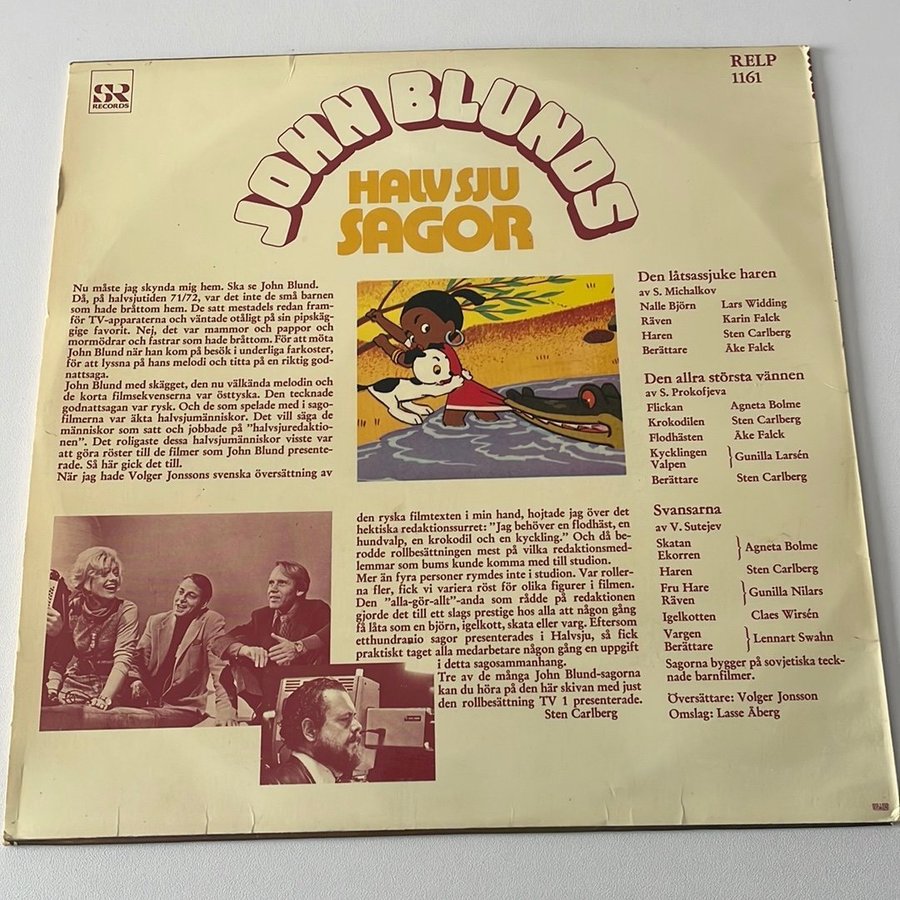 SR
RECORDS
RELP
1161
JOHN BLUNDS
HALVSJU
SAGOR
Nu måste jag skynda mig hem. Ska se John Blund.
Då, på halvsjutiden 71/72, var det inte de små barnen
som hade bråttom hem. De satt mestadels redan fram-
för TV-apparaterna och väntade otåligt på sin pipskäg-
gige favorit. Nej, det var mammor och pappor och
mormödrar och fastrar som hade bråttom. För att möta
John Blund när han kom på besök i underliga farkoster,
för att lyssna på hans melodi och titta på en riktig god-
nattsaga.
John Blund med skägget, den nu välkända melodin och
de korta filmsekvenserna var östtyska. Den tecknade
godnattsagan var rysk. Och de som spelade med i sago-
filmerna var äkta halvsjumänniskor. Det vill säga de
människor som satt och jobbade på "halvsjuredaktio-
nen". Det roligaste dessa halvsjumänniskor visste var
att göra röster till de filmer som John Blund presente-
rade. Så här gick det till.
När jag hade Volger Jonssons svenska översättning av
den ryska filmtexten i min hand, hojtade jag över det
hektiska redaktionssurret: "Jag behöver en flodhäst, en
hundvalp, en krokodil och en kyckling." Och då be-
rodde rollbesättningen mest på vilka redaktionsmed-
lemmar som bums kunde komma med till studion.
Mer än fyra personer rymdes inte i studion. Var roller-
na fler, fick vi variera röst för olika figurer i filmen.
Den "alla-gör-allt"-anda som rådde på redaktionen
gjorde det till ett slags prestige hos alla att någon gång
få låta som en björn, igelkott, skata eller varg. Eftersom
etthundratio sagor presenterades i Halvsju, så fick
praktiskt taget alla medarbetare någon gång en uppgift
i detta sagosammanhang.
Tre av de många John Blund-sagorna
kan du höra på den här skivan med just
den rollbesättning TV 1 presenterade.
Sten Carlberg
Den låtsassjuke haren
av S. Michalkov
Nalle Björn Lars Widding
Räven Karin Falck
Haren Sten Carlberg
Berättare Åke Falck
Den allra största vännen
av S. Prokofjeva
Flickan Agneta Bolme
Krokodilen Sten Carlberg
Flodhästen Åke Falck
Kycklingen
Valpen } Gunilla Larsén
Berättare Sten Carlberg
Svansarna
av V. Sutejev
Skatan
Ekorren } Agneta Bolme
Haren Sten Carlberg
Fru Hare
Räven } Gunilla Nilars
Igelkotten Claes Wirsén
Vargen
Berättare } Lennart Swahn
Sagorna bygger på sovjetiska teck-
nade barnfilmer.
Översättare: Volger Jonsson
Omslag: Lasse Åberg